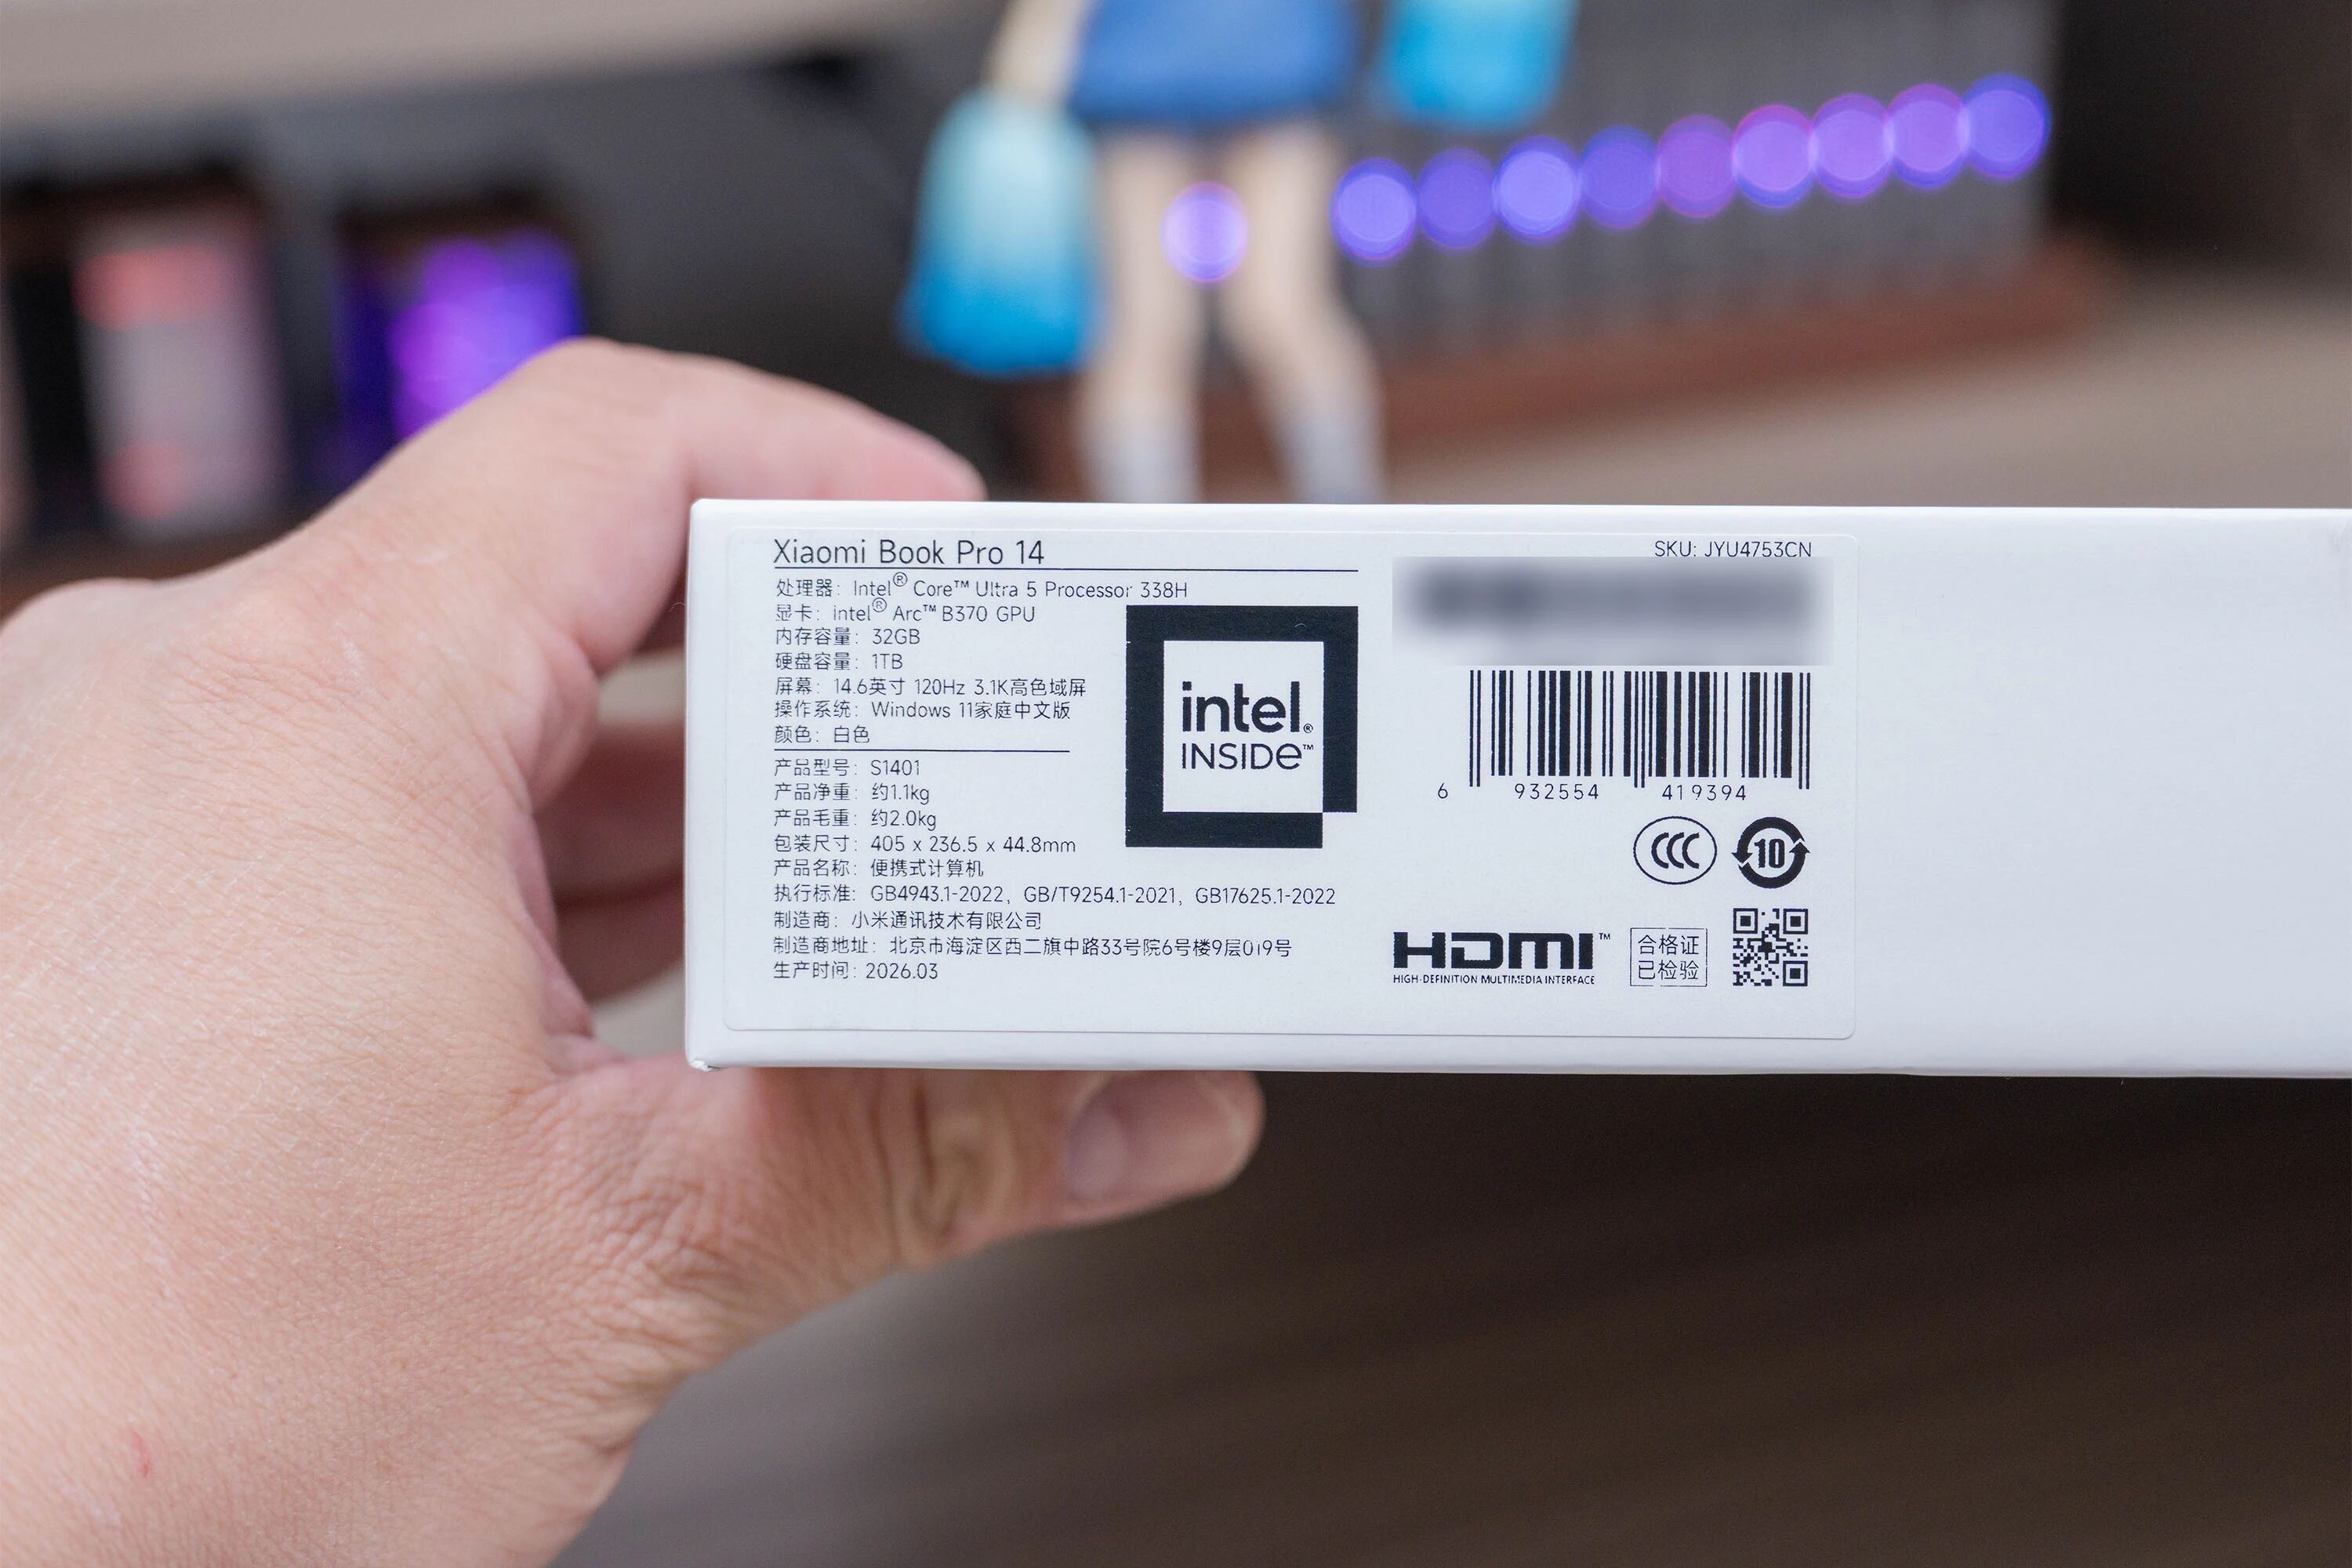 Xiaomi Book Pro 14
处理器：Intel® Core™ Ultra 5 Processor 338H
显卡：intel® Arc™ B370 GPU
内存容量：32GB
硬盘容量：1TB
屏幕：14.6英寸 120Hz 3.1K高色域屏
操作系统：Windows 11家庭中文版
颜色：白色
产品型号：S1401
产品净重：约1.1kg
产品毛重：约2.0kg
包装尺寸：405 x 236.5 x 44.8mm
产品名称：便携式计算机
执行标准：GB4943.1-2022，GB/T9254.1-2021，GB17625.1-2022
制造商：小米通讯技术有限公司
制造商地址：北京市海淀区西二旗中路33号院6号楼9层019号
生产时间：2026.03
intel®
INSIDE™
SKU: JYU4753CN
6 932554 419394
CCC
10
HDMI™
HIGH-DEFINITION MULTIMEDIA INTERFACE
合格证
已检验